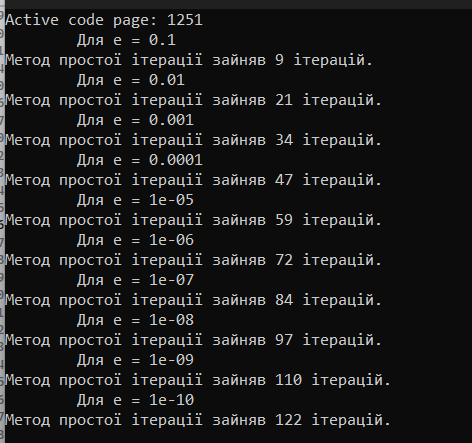 Active code page: 1251
Для e = 0.1
Метод простої ітерації зайняв 9 ітерацій.
Для e = 0.01
Метод простої ітерації зайняв 21 ітерацій.
Для e = 0.001
Метод простої ітерації зайняв 34 ітерацій.
Для e = 0.0001
Метод простої ітерації зайняв 47 ітерацій.
Для e = 1e-05
Метод простої ітерації зайняв 59 ітерацій.
Для e = 1e-06
Метод простої ітерації зайняв 72 ітерацій.
Для e = 1e-07
Метод простої ітерації зайняв 84 ітерацій.
Для e = 1e-08
Метод простої ітерації зайняв 97 ітерацій.
Для e = 1e-09
Метод простої ітерації зайняв 110 ітерацій.
Для e = 1e-10
Метод простої ітерації зайняв 122 ітерацій.